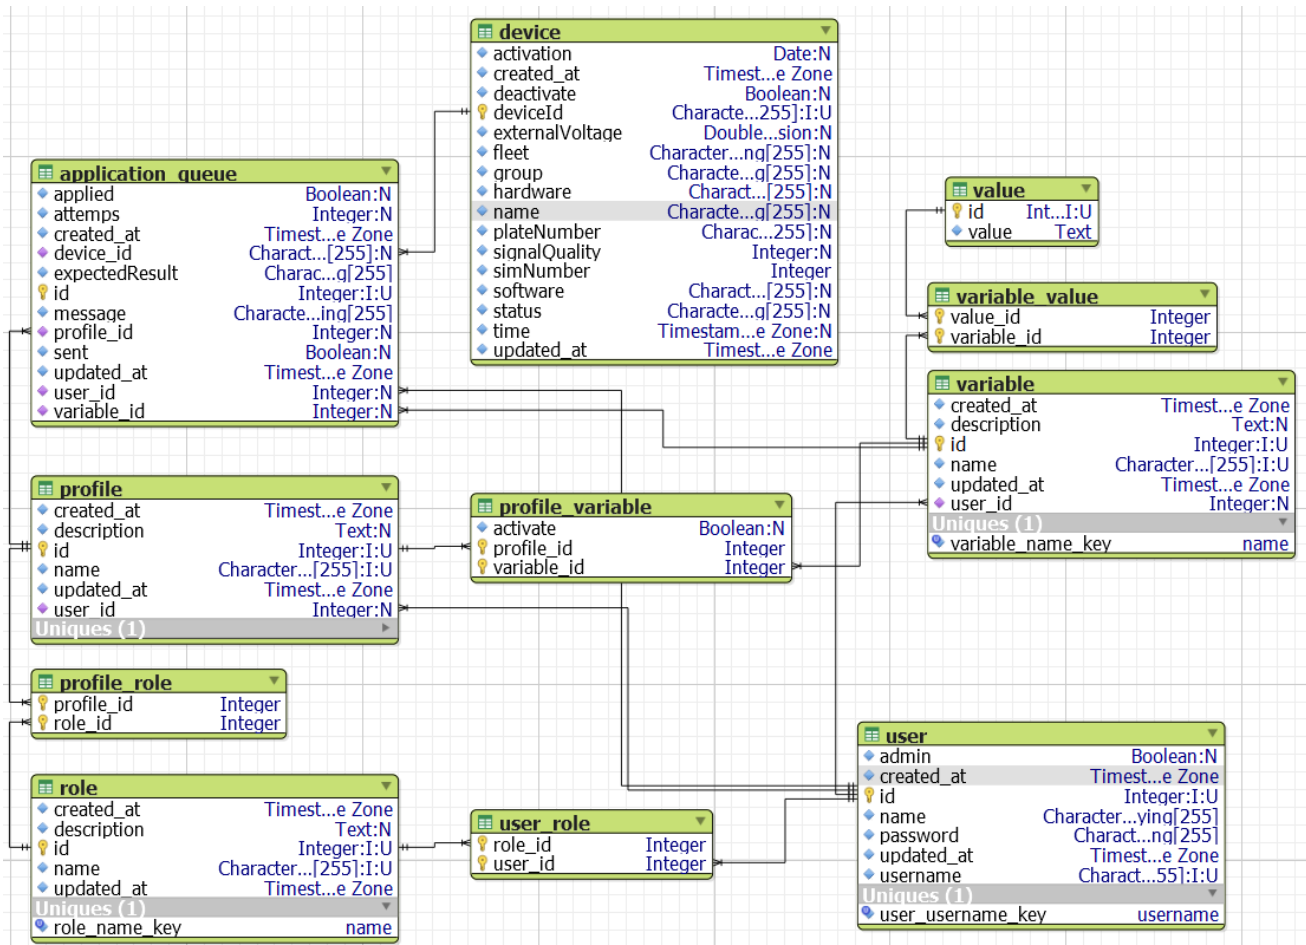 device
activation Date:N
created_at Timest...e Zone
deactivate Boolean:N
deviceId Characte...255]:I:U
externalVoltage Double...sion:N
fleet Character...ng[255]:N
group Characte...g[255]:N
hardware Charact...[255]:N
name Characte...g[255]:N
plateNumber Charac...255]:N
signalQuality Integer:N
simNumber Integer
software Charact...[255]:N
status Characte...g[255]:N
time Timestam...e Zone:N
updated_at Timest...e Zone
application_queue
applied Boolean:N
attemps Integer:N
created_at Timest...e Zone
device_id Charact...[255]:N
expectedResult Charac...g[255]
id Integer:I:U
message Characte...ing[255]
profile_id Integer:N
sent Boolean:N
updated_at Timest...e Zone
user_id Integer:N
variable_id Integer:N
value
id Int...I:U
value Text
variable_value
value_id Integer
variable_id Integer
variable
created_at Timest...e Zone
description Text:N
id Integer:I:U
name Character...[255]:I:U
updated_at Timest...e Zone
user_id Integer:N
Uniques (1)
variable_name_key name
profile
created_at Timest...e Zone
description Text:N
id Integer:I:U
name Character...[255]:I:U
updated_at Timest...e Zone
user_id Integer:N
Uniques (1)
profile_variable
activate Boolean:N
profile_id Integer
variable_id Integer
profile_role
profile_id Integer
role_id Integer
role
created_at Timest...e Zone
description Text:N
id Integer:I:U
name Character...[255]:I:U
updated_at Timest...e Zone
Uniques (1)
role_name_key name
user_role
role_id Integer
user_id Integer
user
admin Boolean:N
created_at Timest...e Zone
id Integer:I:U
name Character...ying[255]
password Charact...ng[255]
updated_at Timest...e Zone
username Charact...55]:I:U
Uniques (1)
user_username_key username